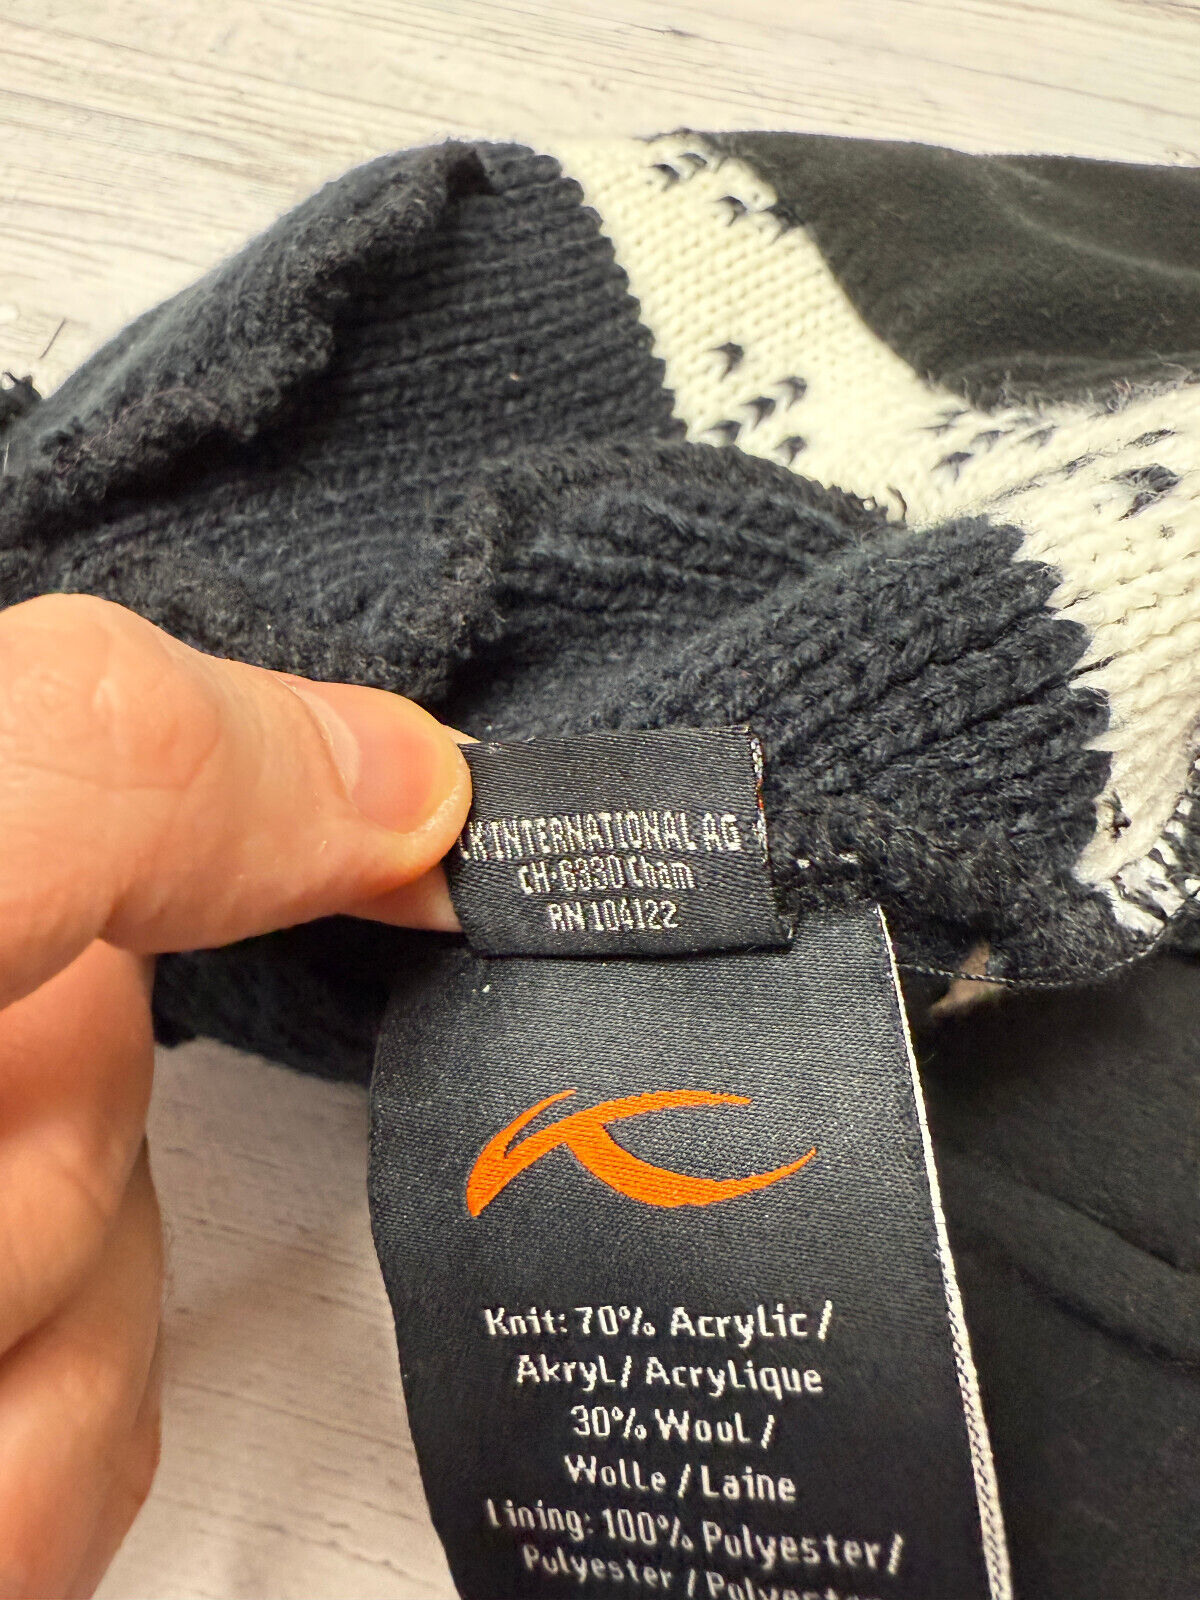 INTERNATIONAL AG
CH-6330 Cham
RN 104122
Knit: 70% Acrylic /
Akryl / Acrylique
30% Wool /
Wolle / Laine
Lining: 100% Polyester /
Polyester /